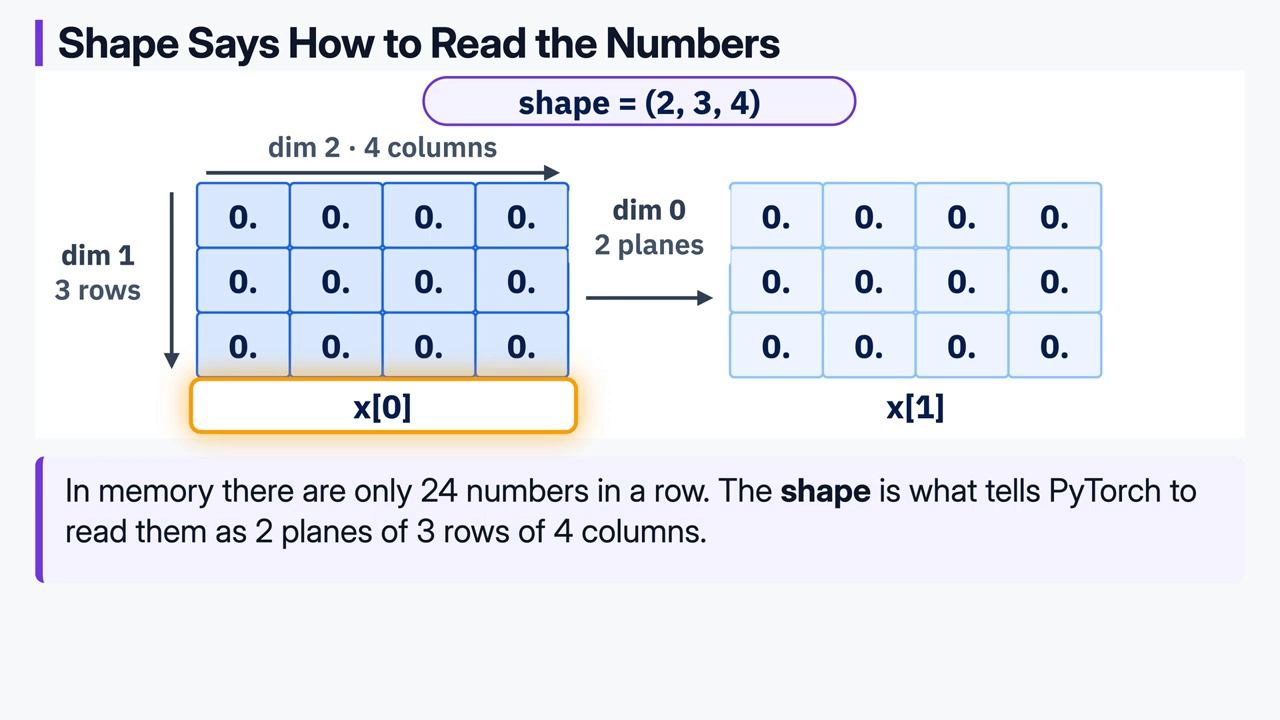 Shape Says How to Read the Numbers
shape = (2, 3, 4)
dim 2 · 4 columns
dim 1
3 rows
0. 0. 0. 0.
0. 0. 0. 0.
0. 0. 0. 0.
x[0]
dim 0
2 planes
0. 0. 0. 0.
0. 0. 0. 0.
0. 0. 0. 0.
x[1]
In memory there are only 24 numbers in a row. The shape is what tells PyTorch to
read them as 2 planes of 3 rows of 4 columns.